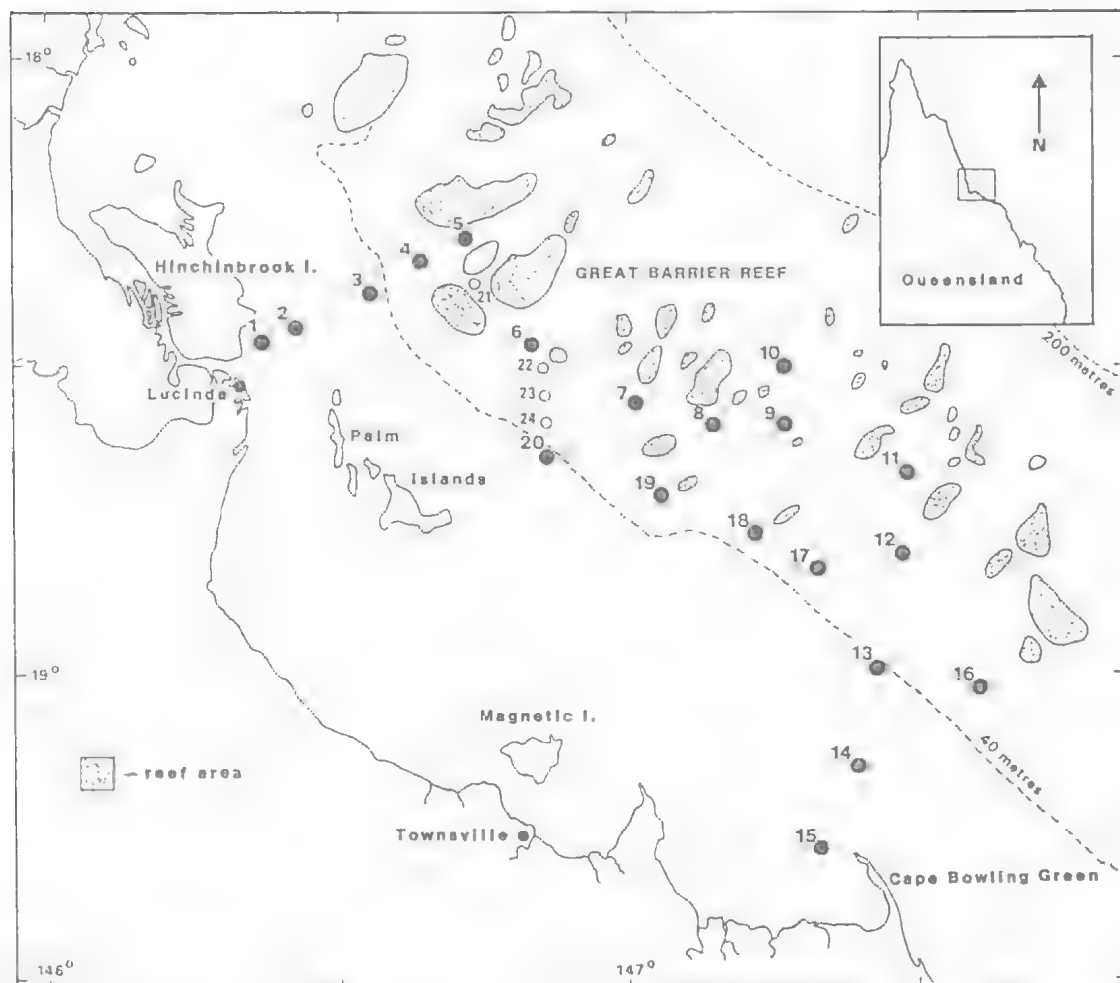 18°
N
5
4
Queensland
Hinchinbrook I.
GREAT BARRIER REEF
3
21
2
1
6
10
200 metres
22
Lucinda
23
7
8
9
24
Palm
20
11
Islands
19
18
12
17
13
19°
16
Magnetic I.
40 metres
14
reef area
Townsville
15
Cape Bowling Green
146°
147°